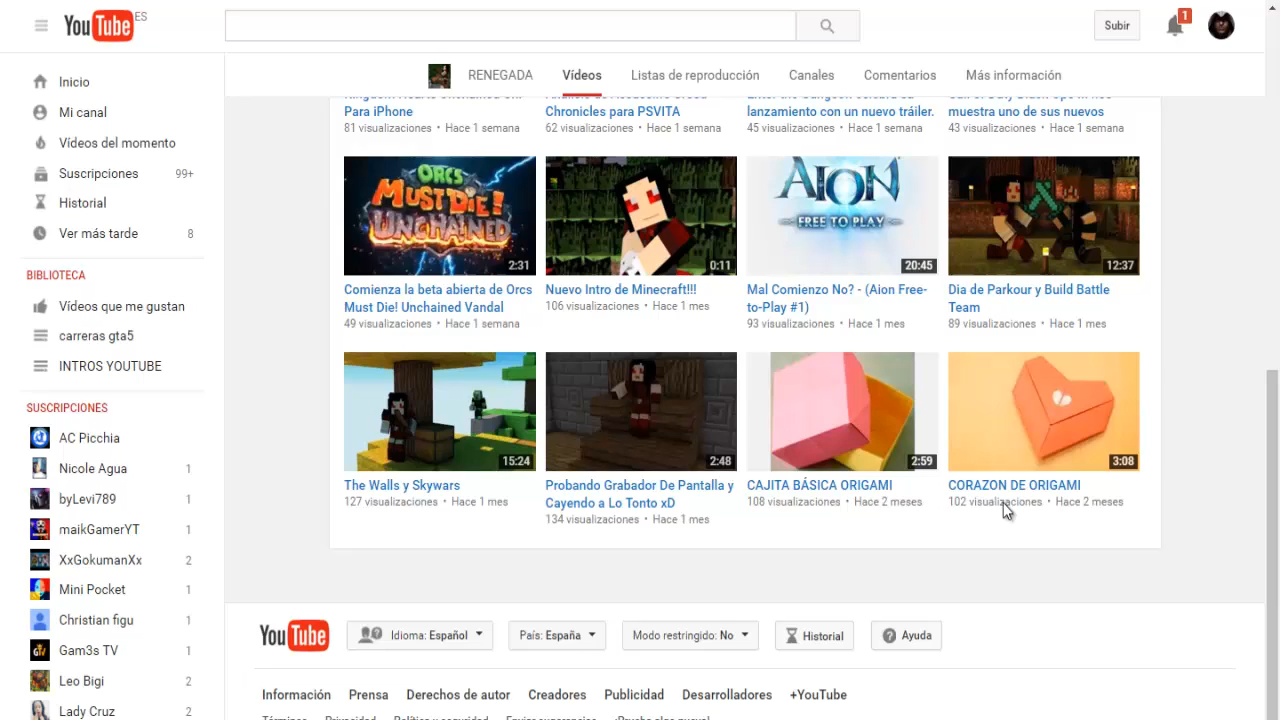 YouTube ES
Subir
1
RENEGADA Vídeos Listas de reproducción Canales Comentarios Más información
Inicio
Mi canal
Vídeos del momento
Suscripciones 99+
Historial
Ver más tarde 8
BIBLIOTECA
Vídeos que me gustan
carreras gta5
INTROS YOUTUBE
SUSCRIPCIONES
AC Picchia
Nicole Agua 1
byLevi789 1
maikGamerYT 1
XxGokumanXx 2
Mini Pocket 1
Christian figu 1
Gam3s TV 1
Leo Bigi 2
Lady Cruz 2
Para iPhone
81 visualizaciones • Hace 1 semana
Chronicles para PSVITA
62 visualizaciones • Hace 1 semana
lanzamiento con un nuevo tráiler.
45 visualizaciones • Hace 1 semana
muestra uno de sus nuevos
43 visualizaciones • Hace 1 semana
ORCS
MUST DIE!
UNCHAINED
2:31
Comienza la beta abierta de Orcs
Must Die! Unchained Vandal
49 visualizaciones • Hace 1 semana
0:11
Nuevo Intro de Minecraft!!!
106 visualizaciones • Hace 1 mes
AION
FREE TO PLAY
20:45
Mal Comienzo No? - (Aion Free-
to-Play #1)
93 visualizaciones • Hace 1 mes
12:37
Dia de Parkour y Build Battle
Team
89 visualizaciones • Hace 1 mes
15:24
The Walls y Skywars
127 visualizaciones • Hace 1 mes
2:48
Probando Grabador De Pantalla y
Cayendo a Lo Tonto xD
134 visualizaciones • Hace 1 mes
2:59
CAJITA BÁSICA ORIGAMI
108 visualizaciones • Hace 2 meses
3:08
CORAZON DE ORIGAMI
102 visualizaciones • Hace 2 meses
YouTube Idioma: Español País: España Modo restringido: No Historial Ayuda
Información Prensa Derechos de autor Creadores Publicidad Desarrolladores +YouTube